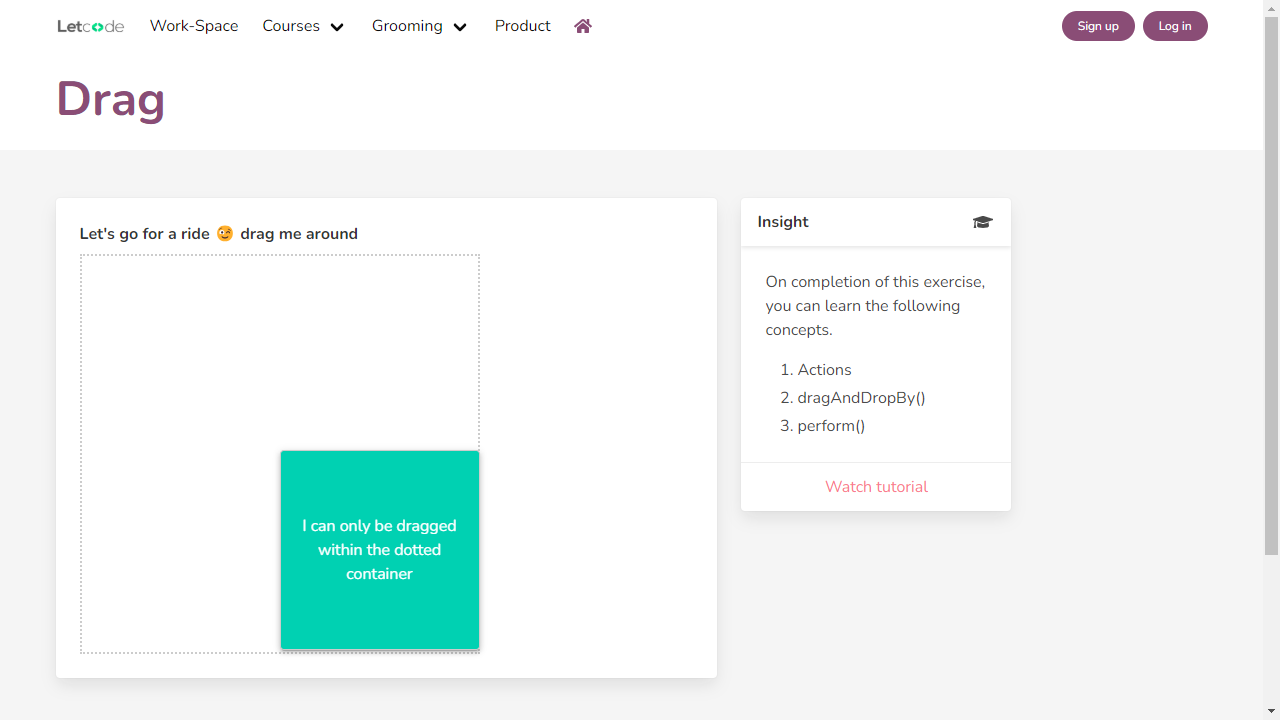 Letcode Work-Space Courses Grooming Product Sign up Log in
Drag
Let's go for a ride 😉 drag me around
I can only be dragged
within the dotted
container
Insight
On completion of this exercise,
you can learn the following
concepts.
1. Actions
2. dragAndDropBy()
3. perform()
Watch tutorial